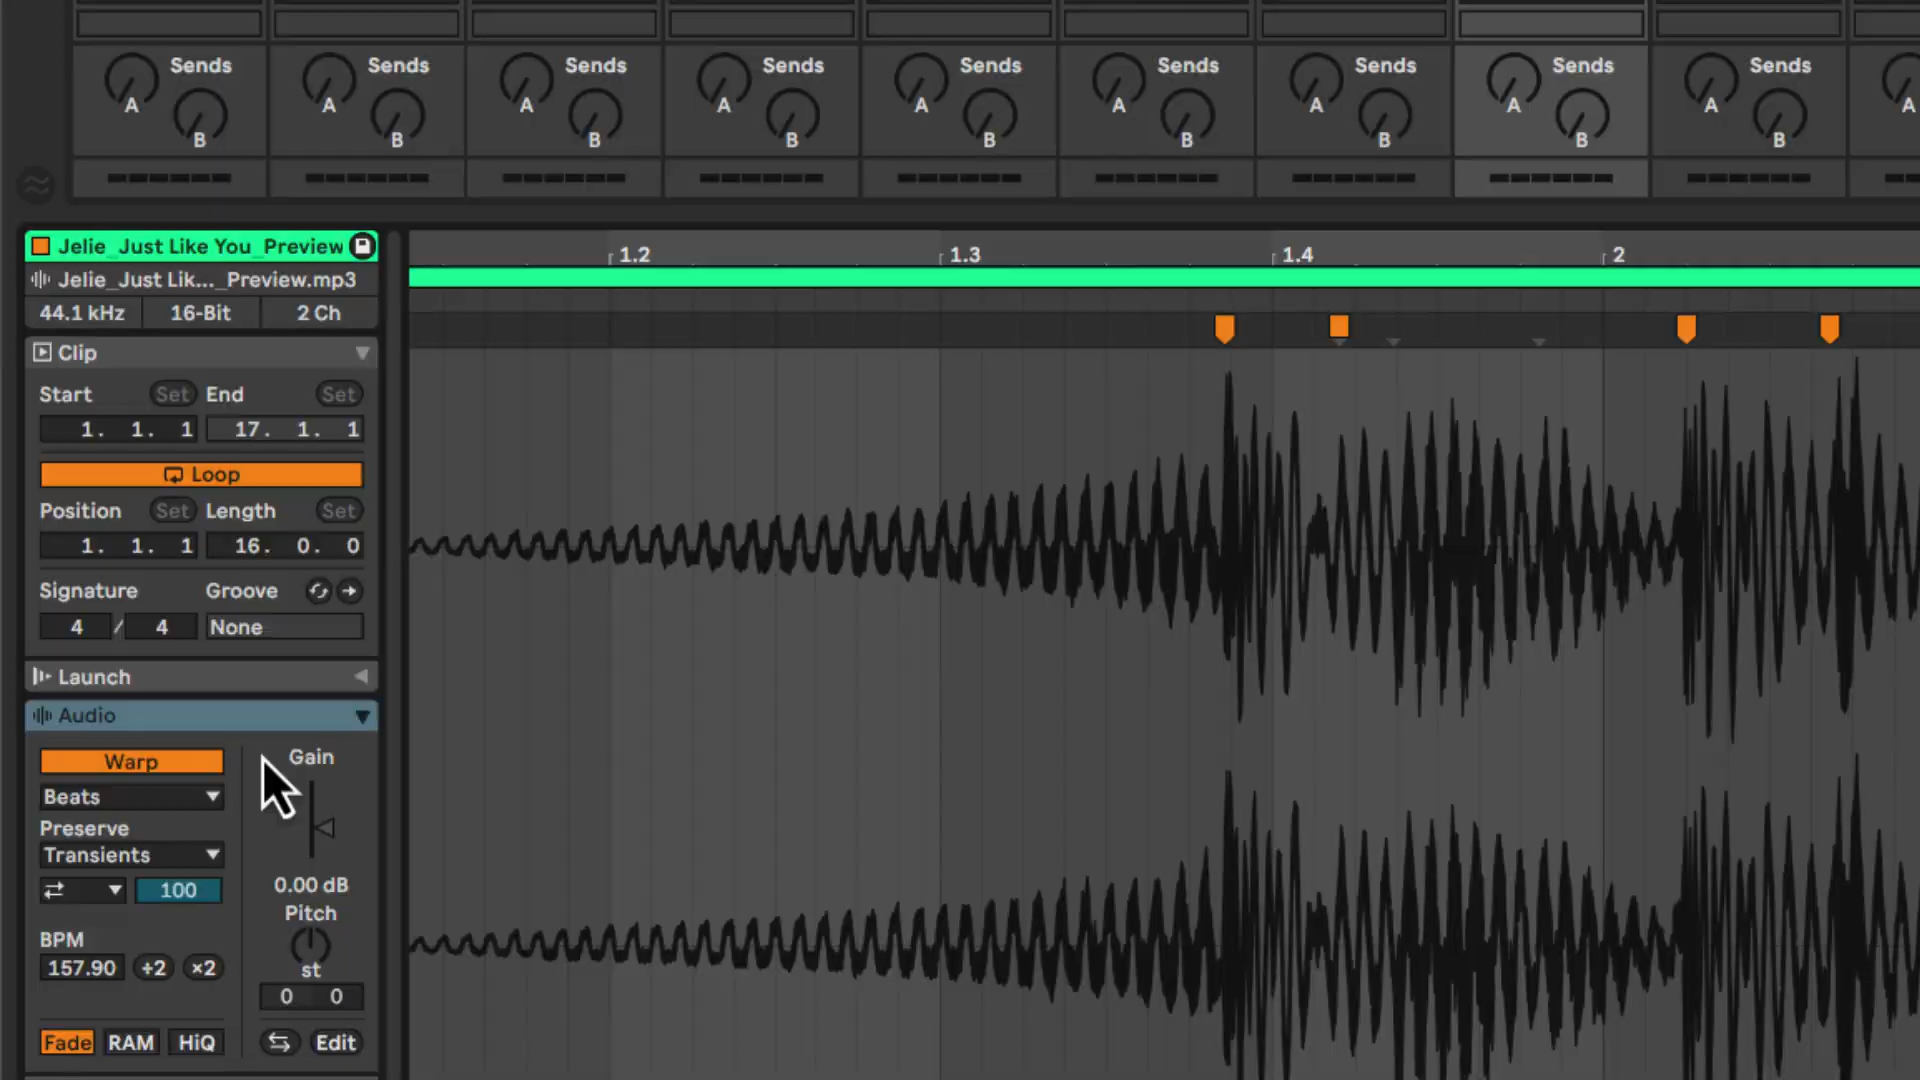 Sends Sends Sends Sends Sends Sends Sends Sends Sends
A A A A A A A A A A
B B B B B B B B B
Jelie_Just Like You_Preview
Jelie_Just Lik..._Preview.mp3
44.1 kHz 16-Bit 2 Ch
1.2 1.3 1.4 2
Clip
Start Set End Set
1. 1. 1 17. 1. 1
Loop
Position Set Length Set
1. 1. 1 16. 0. 0
Signature Groove
4 / 4 None
Launch
Audio
Warp
Gain
Beats
Preserve
Transients
100
0.00 dB
Pitch
BPM
157.90 ÷2 ×2
st
0 0
Fade RAM HiQ Edit